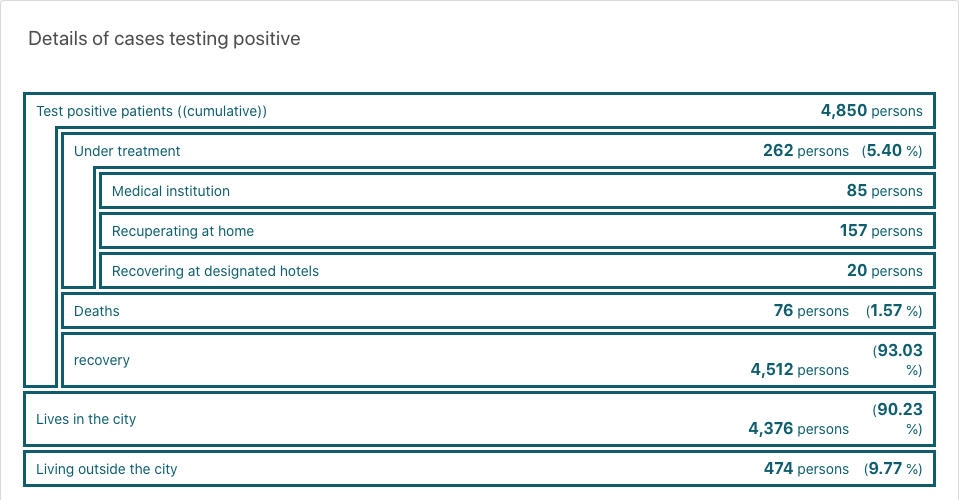 Details of cases testing positive
Test positive patients ((cumulative)) 4,850 persons
Under treatment 262 persons (5.40 %)
Medical institution 85 persons
Recuperating at home 157 persons
Recovering at designated hotels 20 persons
Deaths 76 persons (1.57 %)
recovery 4,512 persons (93.03 %)
Lives in the city 4,376 persons (90.23 %)
Living outside the city 474 persons (9.77 %)